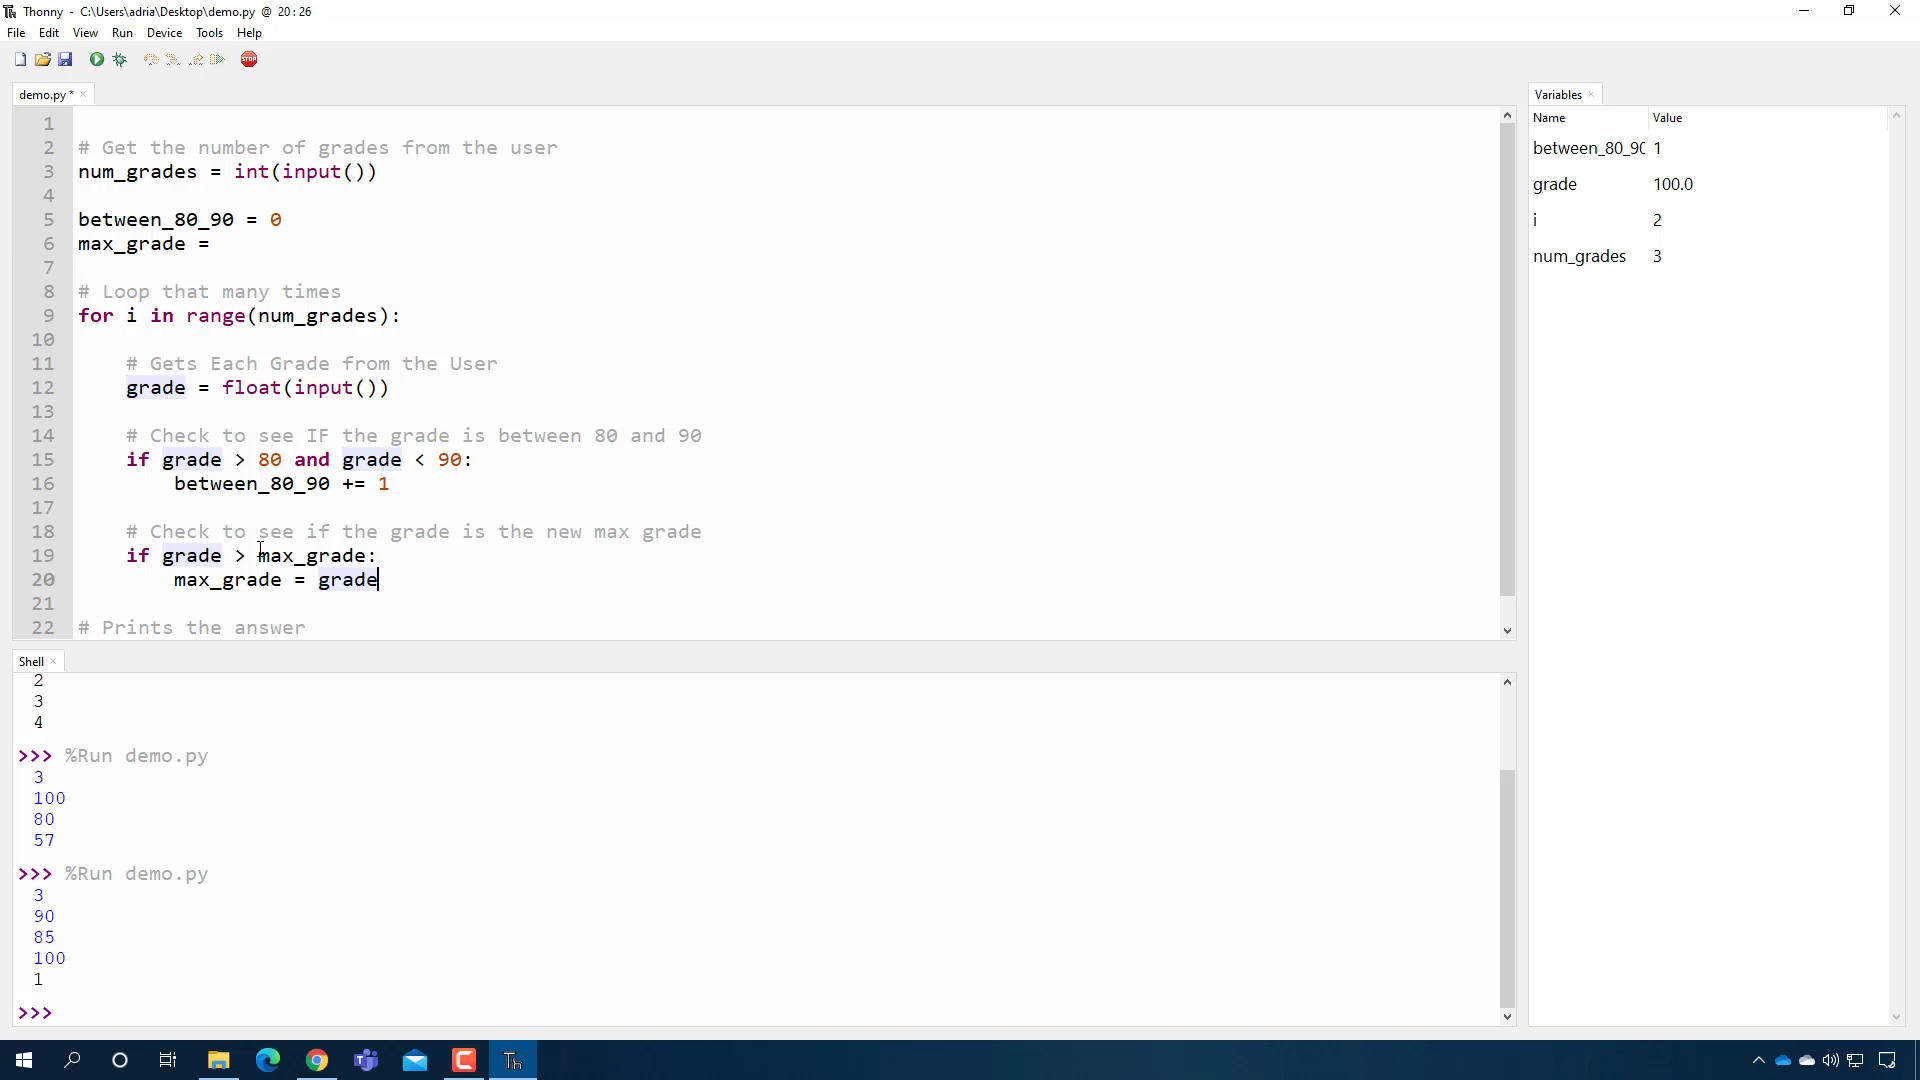 Thonny - C:\Users\adria\Desktop\demo.py @ 20:26
File Edit View Run Device Tools Help
STOP
demo.py *
1
2 # Get the number of grades from the user
3 num_grades = int(input())
4
5 between_80_90 = 0
6 max_grade =
7
8 # Loop that many times
9 for i in range(num_grades):
10
11     # Gets Each Grade from the User
12     grade = float(input())
13
14     # Check to see IF the grade is between 80 and 90
15     if grade > 80 and grade < 90:
16         between_80_90 += 1
17
18     # Check to see if the grade is the new max grade
19     if grade > max_grade:
20         max_grade = grade
21
22 # Prints the answer
Shell
2
3
4
>>> %Run demo.py
3
100
80
57
>>> %Run demo.py
3
90
85
100
1
>>>
Variables
Name Value
between_80_90 1
grade 100.0
i 2
num_grades 3
Th